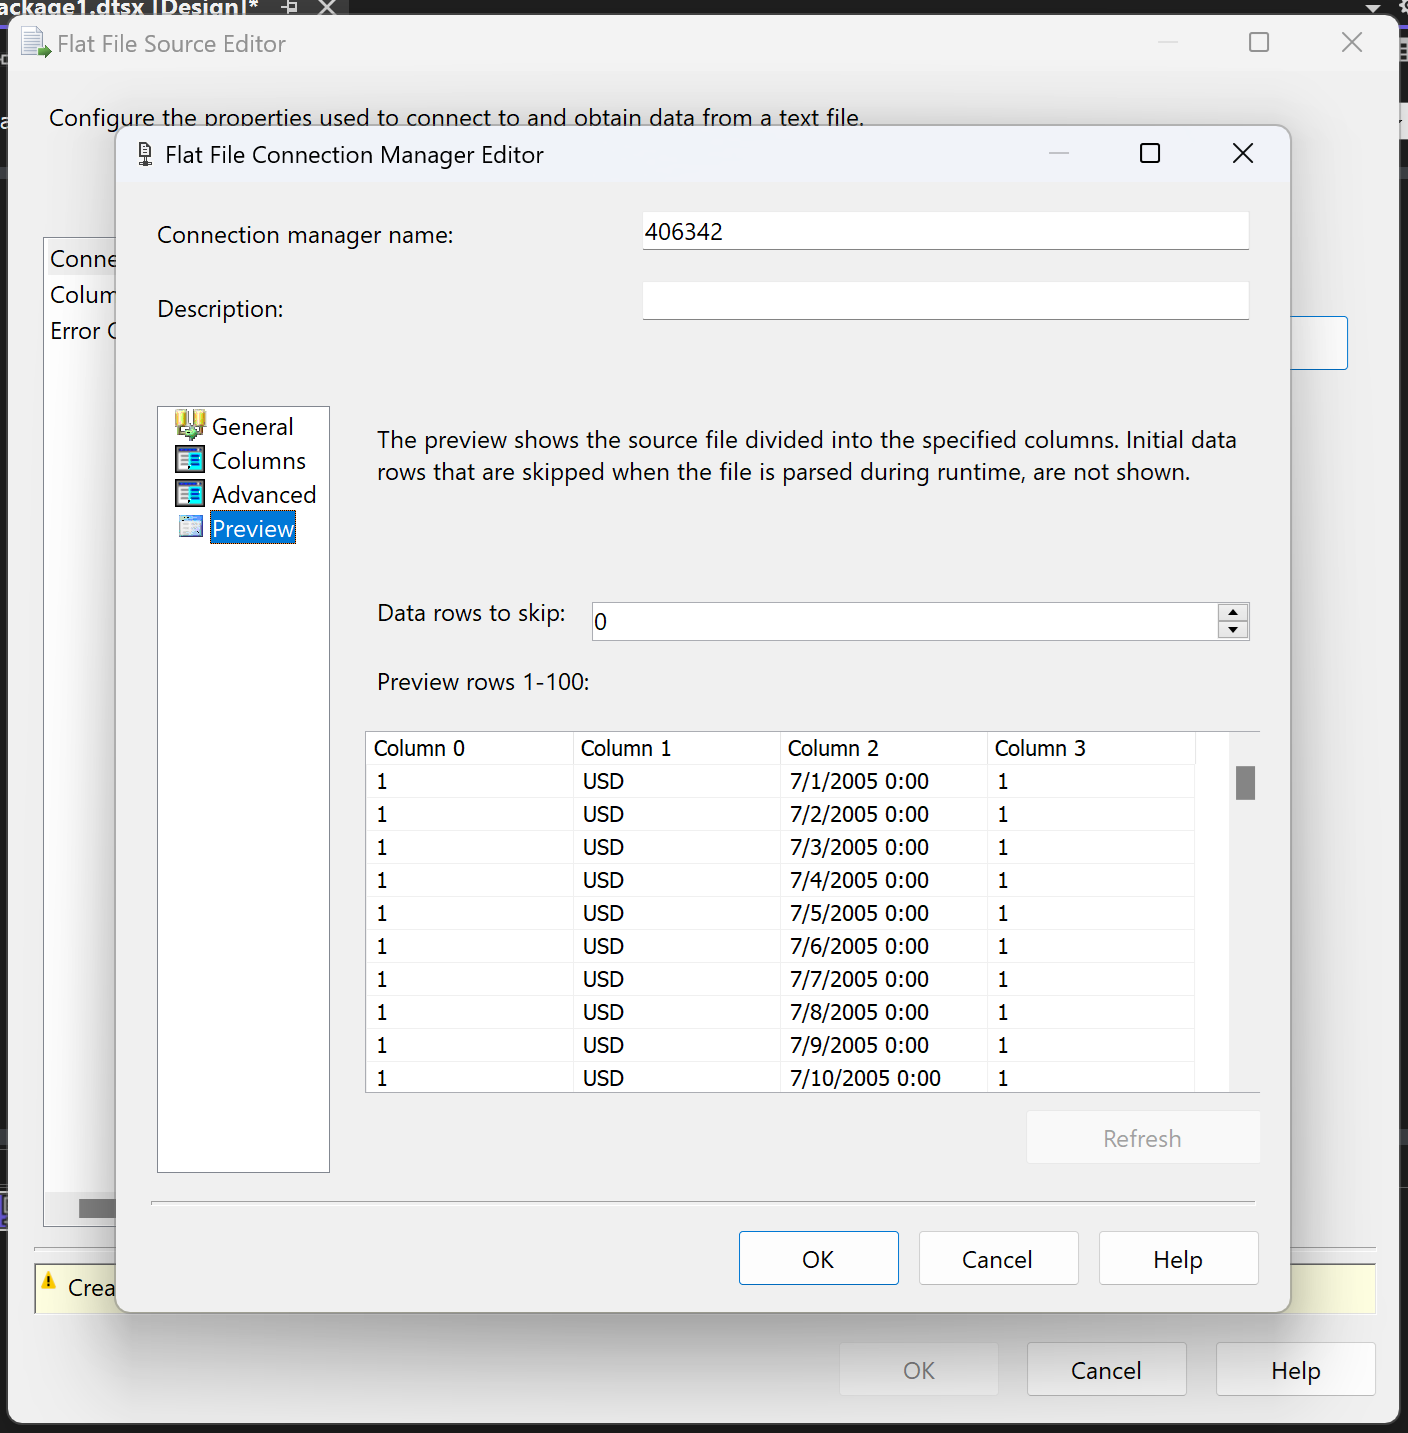 ackage1.dtsx [Design]*
Flat File Source Editor
Configure the properties used to connect to and obtain data from a text file.
Flat File Connection Manager Editor
Connection manager name:
406342
Description:
Conne
Colum
Error
General
Columns
Advanced
Preview
The preview shows the source file divided into the specified columns. Initial data
rows that are skipped when the file is parsed during runtime, are not shown.
Data rows to skip:
0
Preview rows 1-100:
Column 0 Column 1 Column 2 Column 3
1 USD 7/1/2005 0:00 1
1 USD 7/2/2005 0:00 1
1 USD 7/3/2005 0:00 1
1 USD 7/4/2005 0:00 1
1 USD 7/5/2005 0:00 1
1 USD 7/6/2005 0:00 1
1 USD 7/7/2005 0:00 1
1 USD 7/8/2005 0:00 1
1 USD 7/9/2005 0:00 1
1 USD 7/10/2005 0:00 1
Refresh
OK Cancel Help
Crea
OK Cancel Help